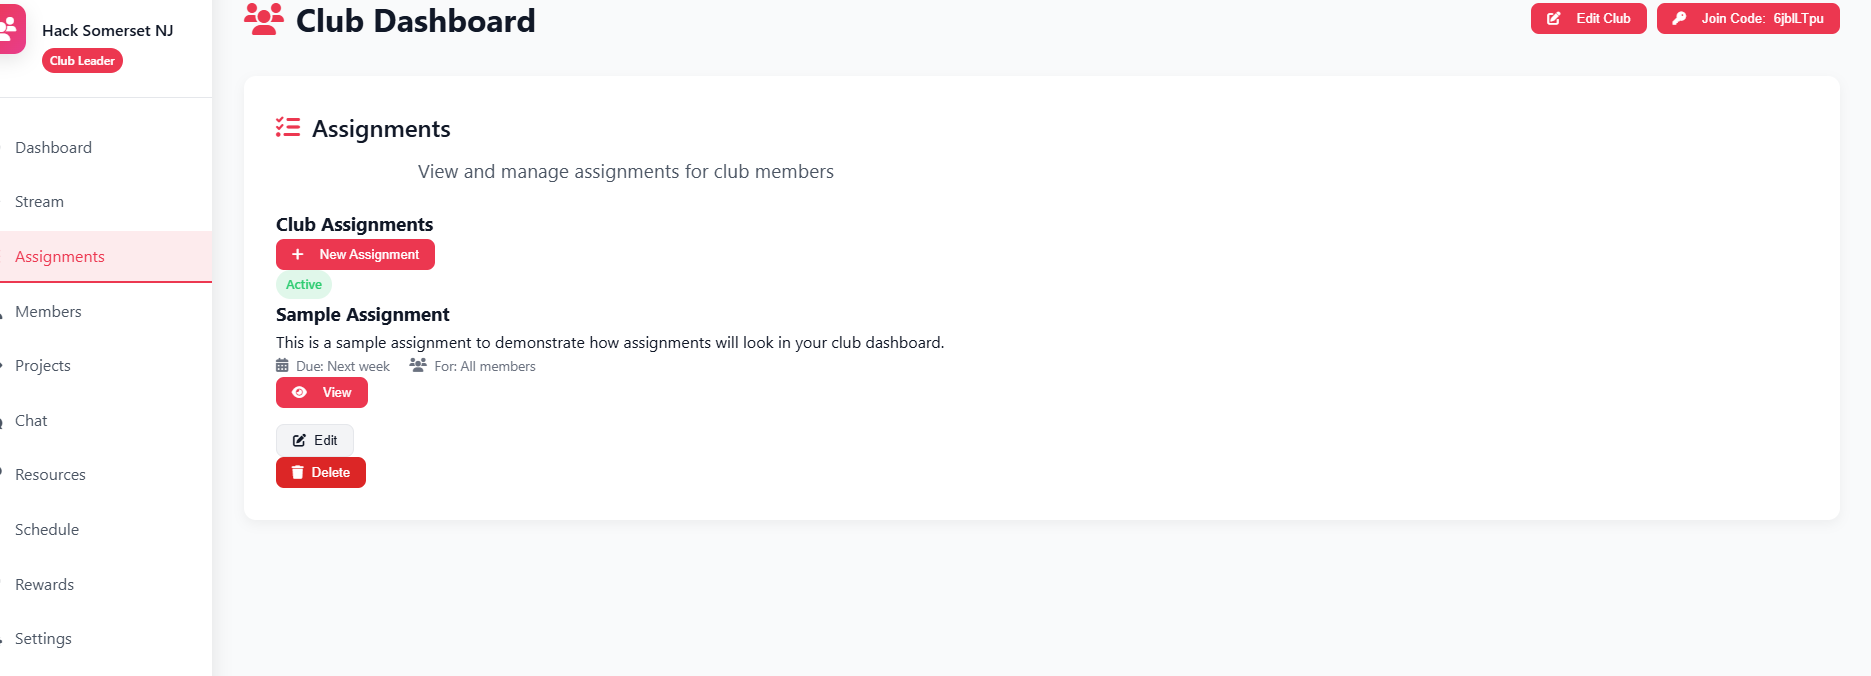 Hack Somerset NJ
Club Leader
Dashboard
Stream
Assignments
Members
Projects
Chat
Resources
Schedule
Rewards
Settings
Club Dashboard
Edit Club
Join Code: 6jblLTpu
Assignments
View and manage assignments for club members
Club Assignments
New Assignment
Active
Sample Assignment
This is a sample assignment to demonstrate how assignments will look in your club dashboard.
Due: Next week For: All members
View
Edit
Delete